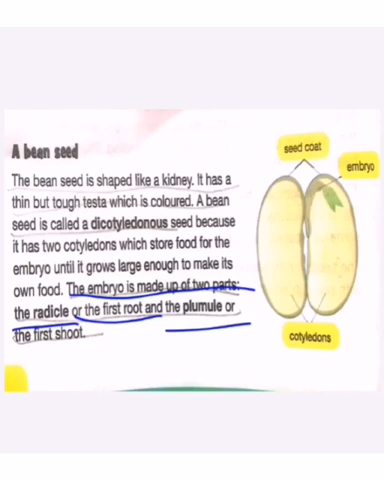 A bean seed
The bean seed is shaped like a kidney. It has a
thin but tough testa which is coloured. A bean
seed is called a dicotyledonous seed because
it has two cotyledons which store food for the
embryo until it grows large enough to make its
own food. The embryo is made up of two parts:
the radicle or the first root and the plumule or
the first shoot.
seed coat
embryo
cotyledons